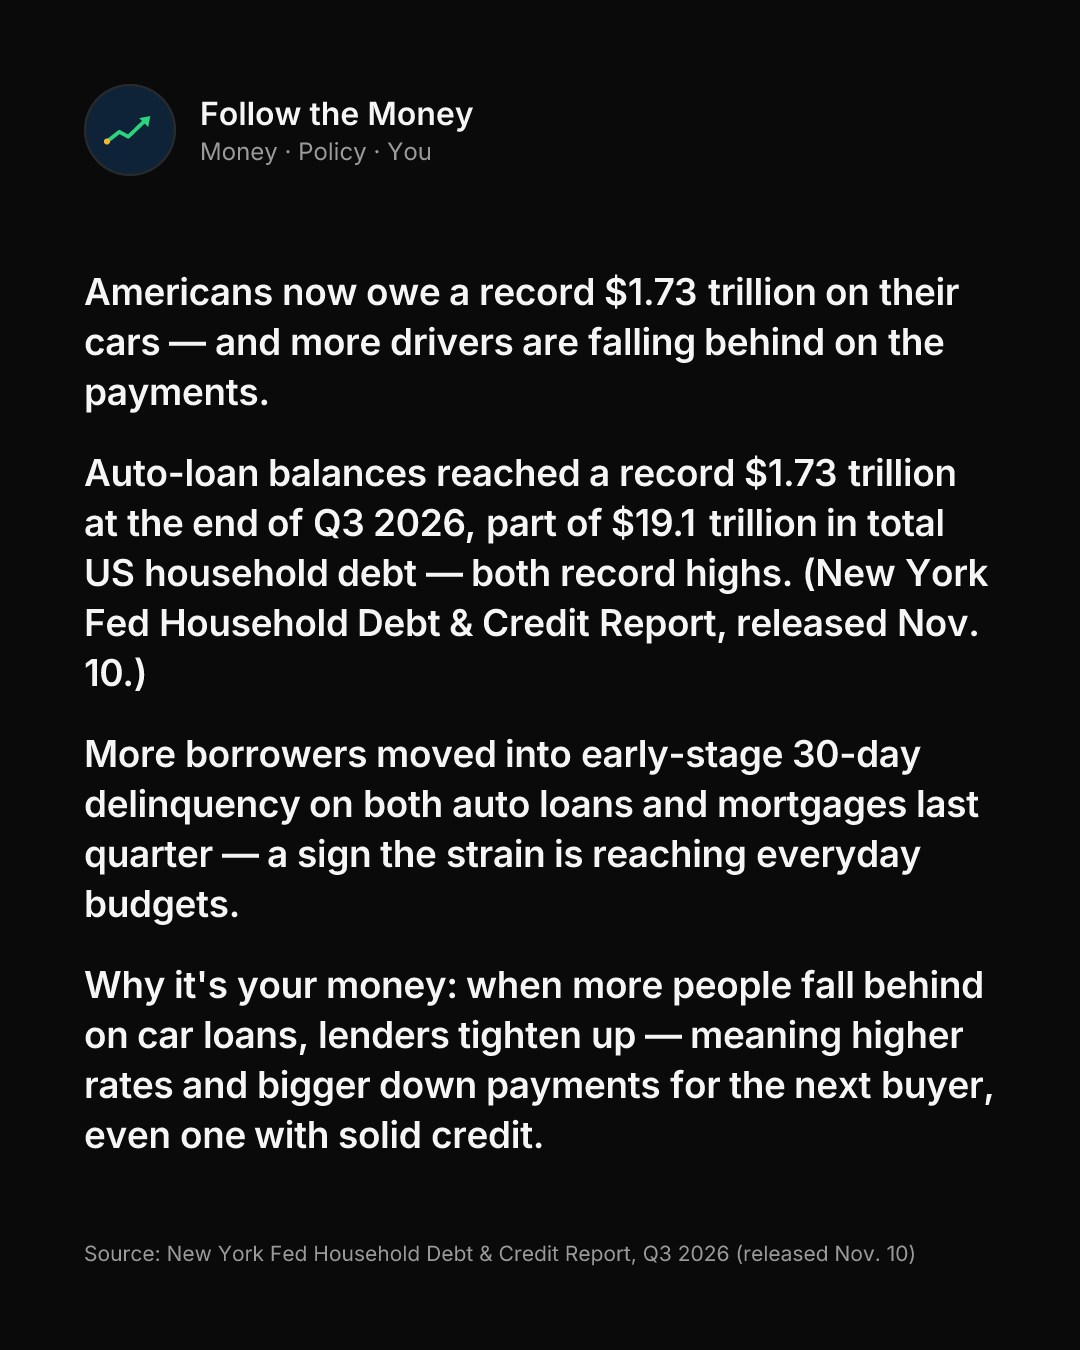 Follow the Money
Money · Policy · You
Americans now owe a record $1.73 trillion on their
cars — and more drivers are falling behind on the
payments.
Auto-loan balances reached a record $1.73 trillion
at the end of Q3 2026, part of $19.1 trillion in total
US household debt — both record highs. (New York
Fed Household Debt & Credit Report, released Nov.
10.)
More borrowers moved into early-stage 30-day
delinquency on both auto loans and mortgages last
quarter — a sign the strain is reaching everyday
budgets.
Why it's your money: when more people fall behind
on car loans, lenders tighten up — meaning higher
rates and bigger down payments for the next buyer,
even one with solid credit.
Source: New York Fed Household Debt & Credit Report, Q3 2026 (released Nov. 10)